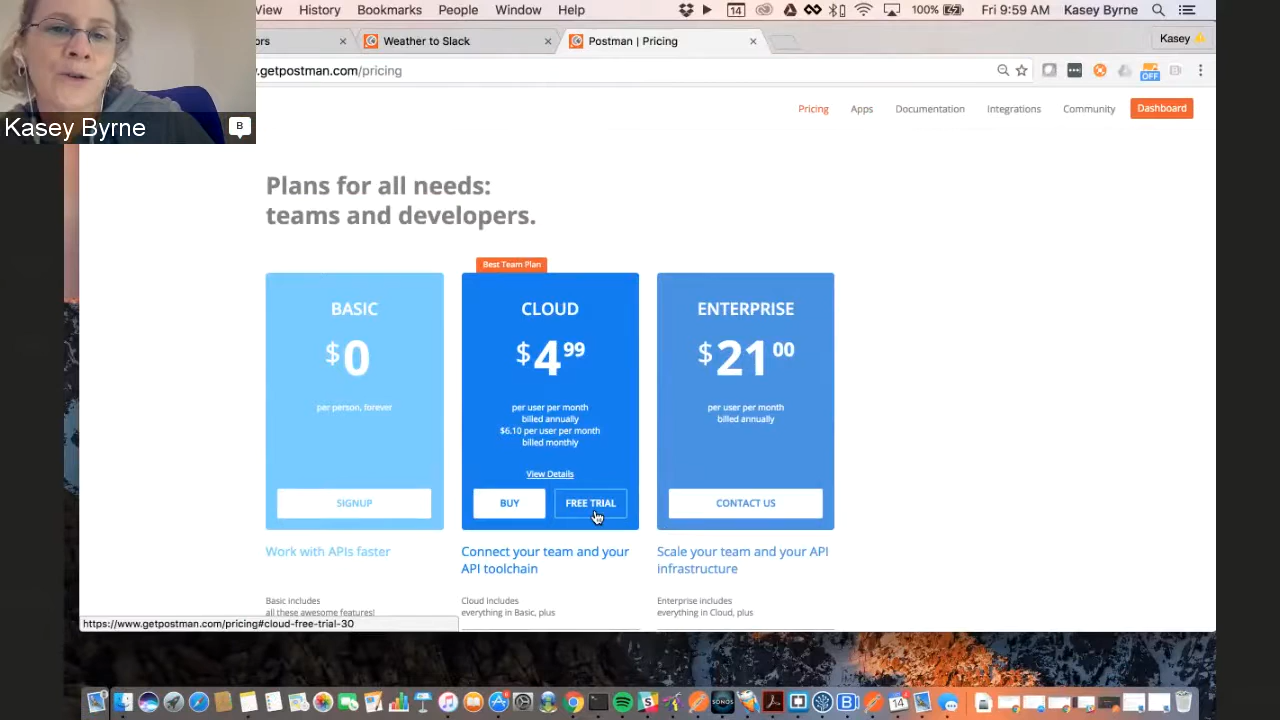 View History Bookmarks People Window Help 14 100% Fri 9:59 AM Kasey Byrne
ors Weather to Slack Postman | Pricing Kasey
.getpostman.com/pricing OFF
Kasey Byrne B
Pricing Apps Documentation Integrations Community Dashboard
Plans for all needs:
teams and developers.
Best Team Plan
BASIC
$0
per person, forever
SIGNUP
Work with APIs faster
Basic includes
all these awesome features!
CLOUD
$4 99
per user per month
billed annually
$6.10 per user per month
billed monthly
View Details
BUY FREE TRIAL
Connect your team and your
API toolchain
Cloud includes
everything in Basic, plus
ENTERPRISE
$21 00
per user per month
billed annually
CONTACT US
Scale your team and your API
infrastructure
Enterprise includes
everything in Cloud, plus
https://www.getpostman.com/pricing#cloud-free-trial-30
SONOS 14